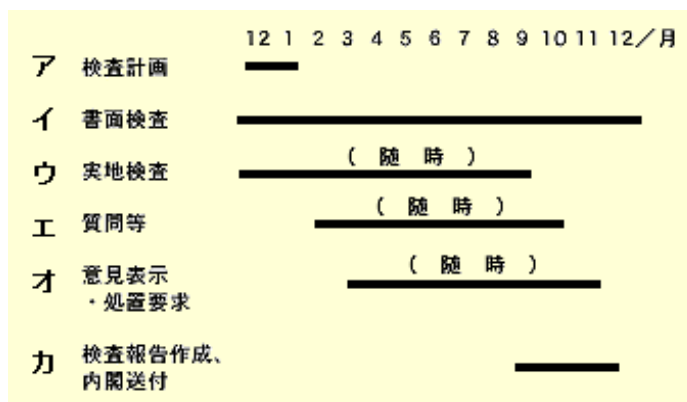 12 1 2 3 4 5 6 7 8 9 10 11 12／月
ア 検査計画
イ 書面検査
ウ 実地検査 （ 随 時 ）
エ 質問等 （ 随 時 ）
オ 意見表示 （ 随 時 ）
・処置要求
カ 検査報告作成、
内閣送付